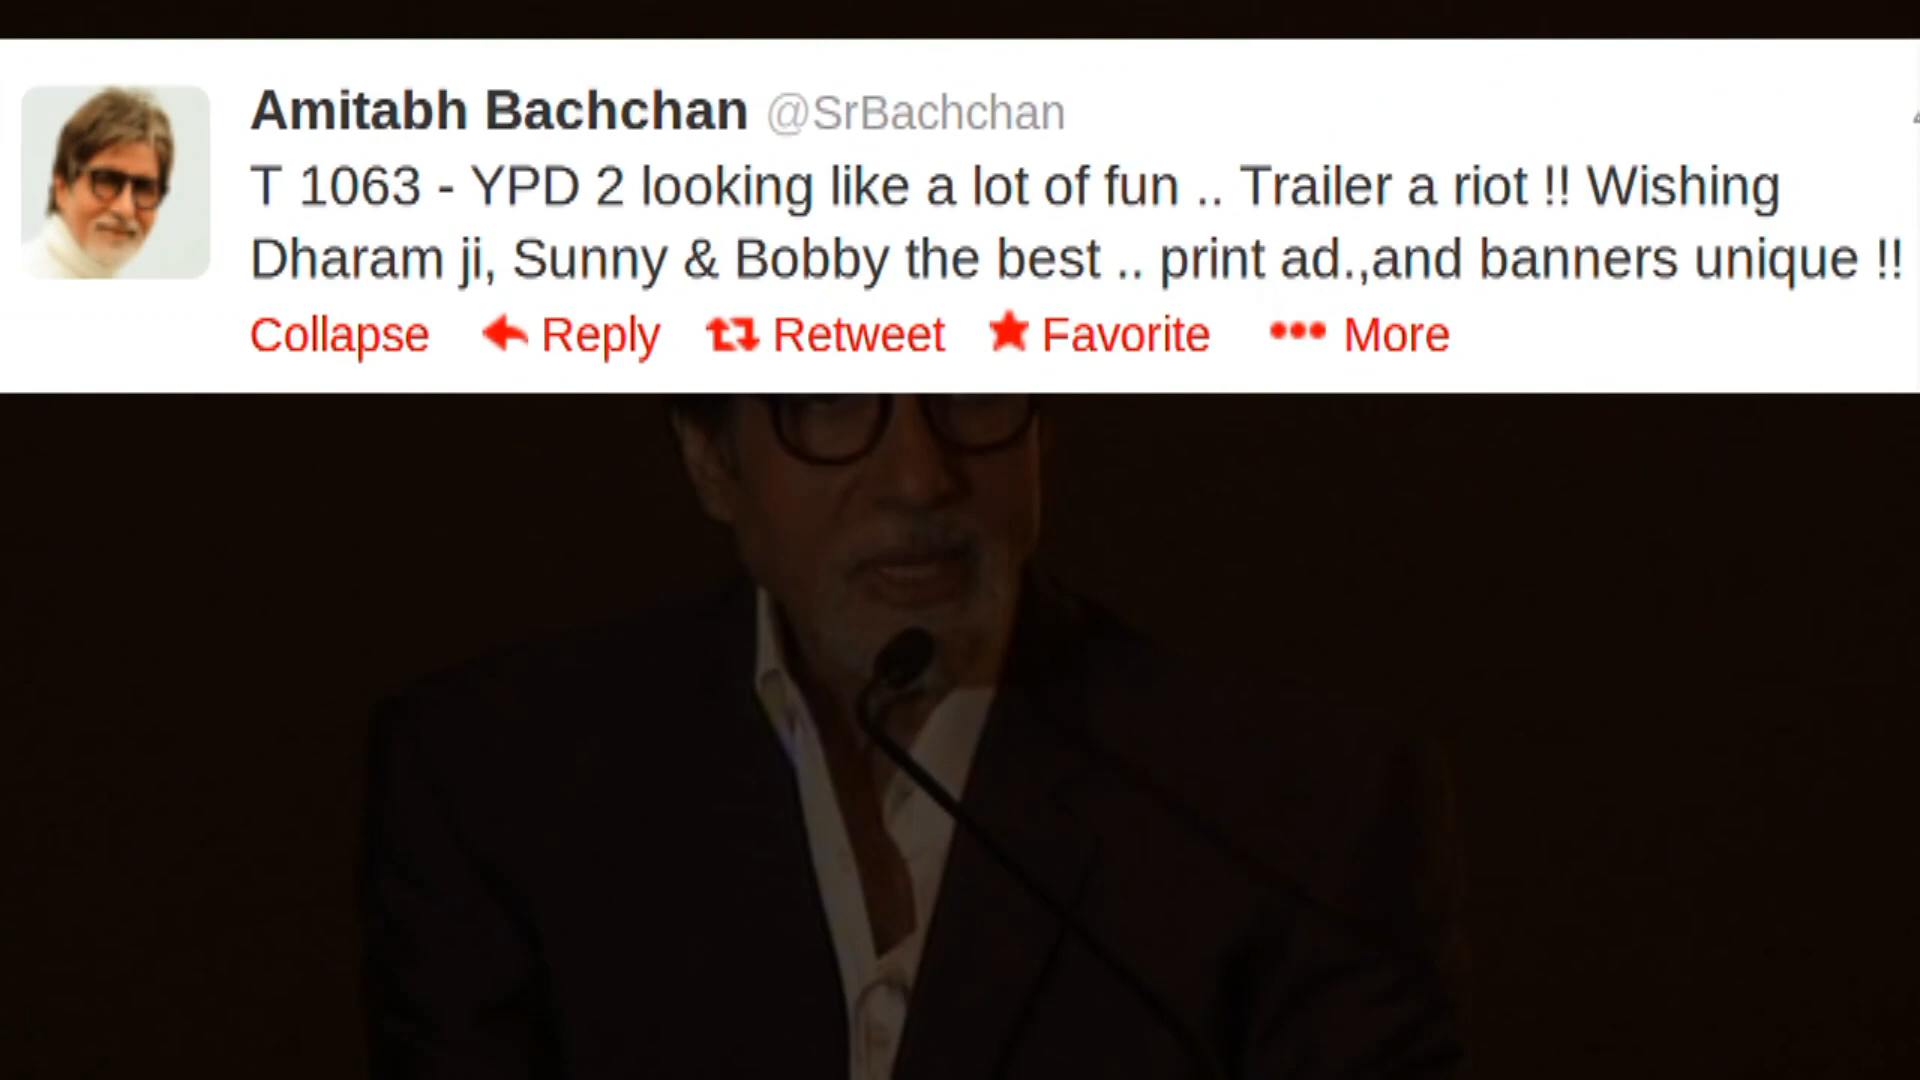 Amitabh Bachchan @SrBachchan
T 1063 - YPD 2 looking like a lot of fun .. Trailer a riot !! Wishing
Dharam ji, Sunny & Bobby the best .. print ad.,and banners unique !!
Collapse Reply Retweet Favorite More